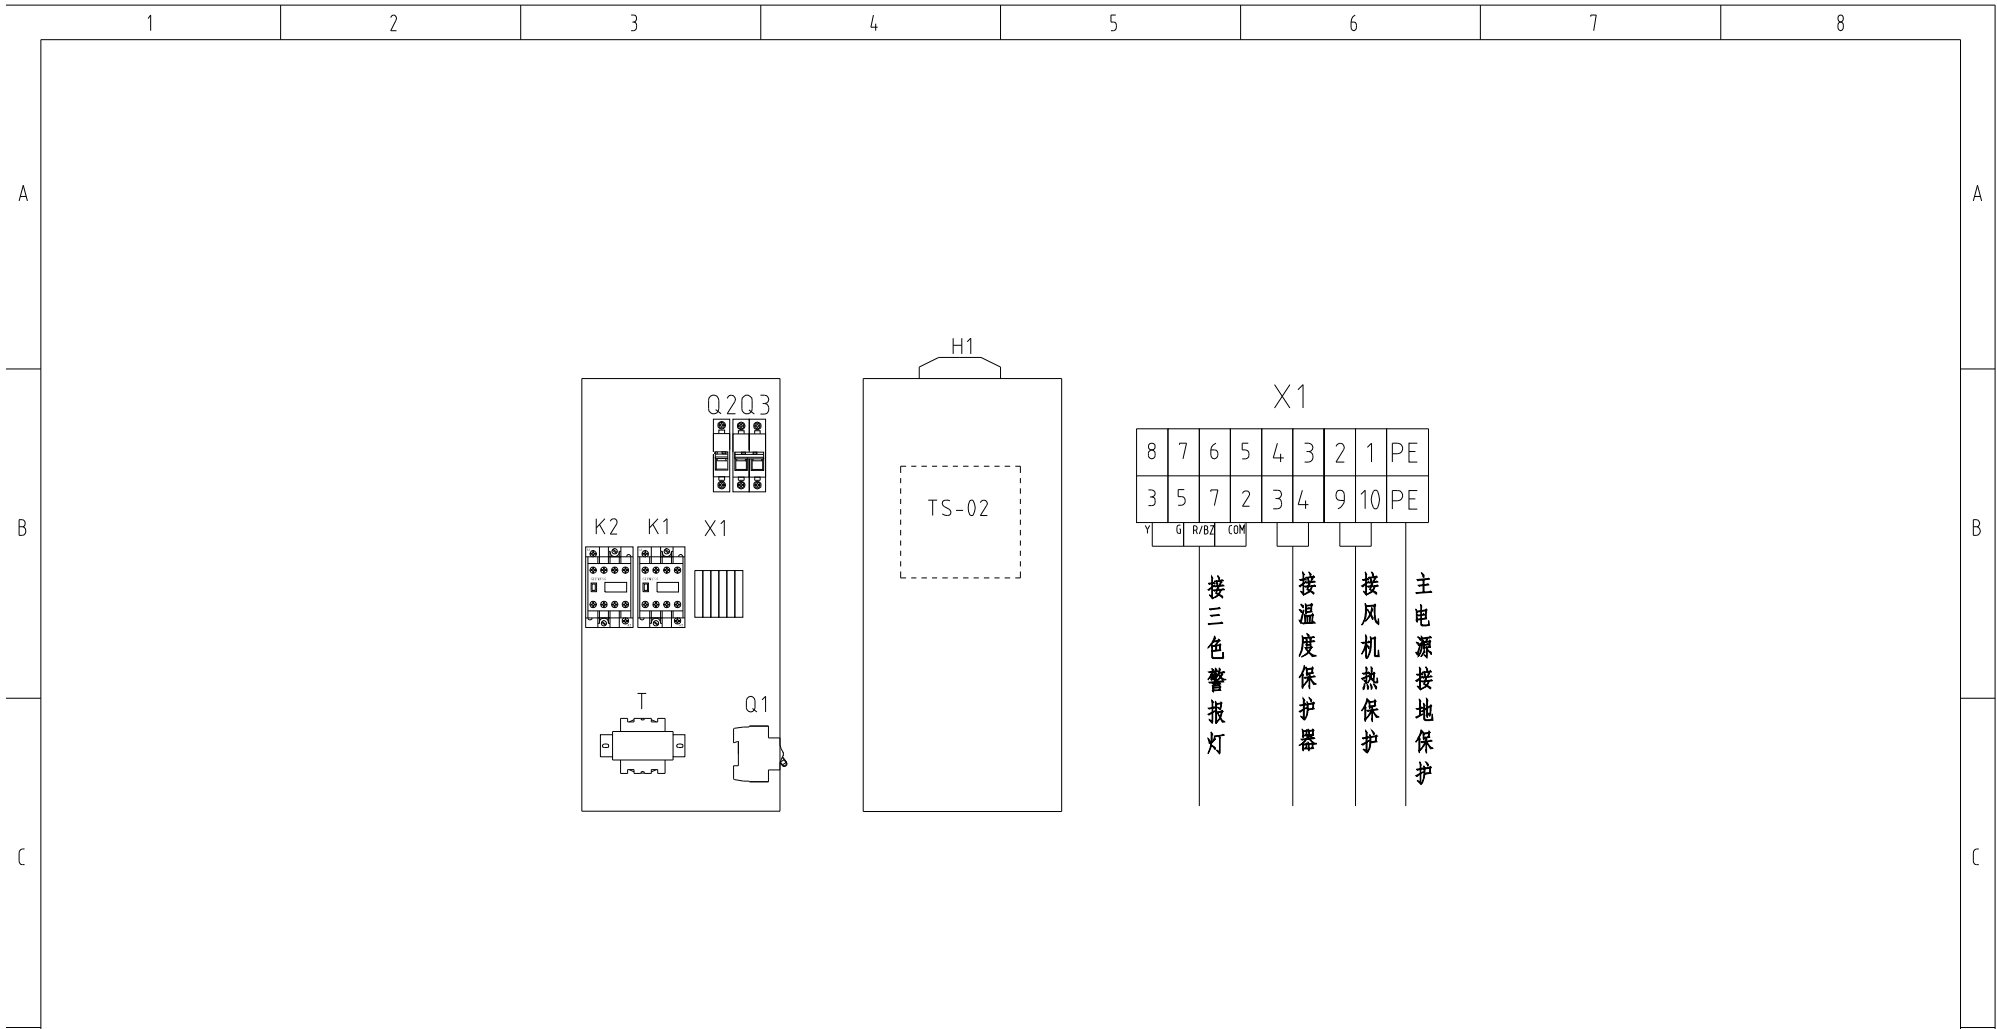 1 2 3 4 5 6 7 8
A A
H1
X1
Q2 Q3
8 7 6 5 4 3 2 1 PE
TS-02
3 5 7 2 3 4 9 10 PE
K2 K1 X1
B B
Y G R/BZ COM
接三色警报灯
接温度保护器
接风机热保护
主电源接地保护
T Q1
C C